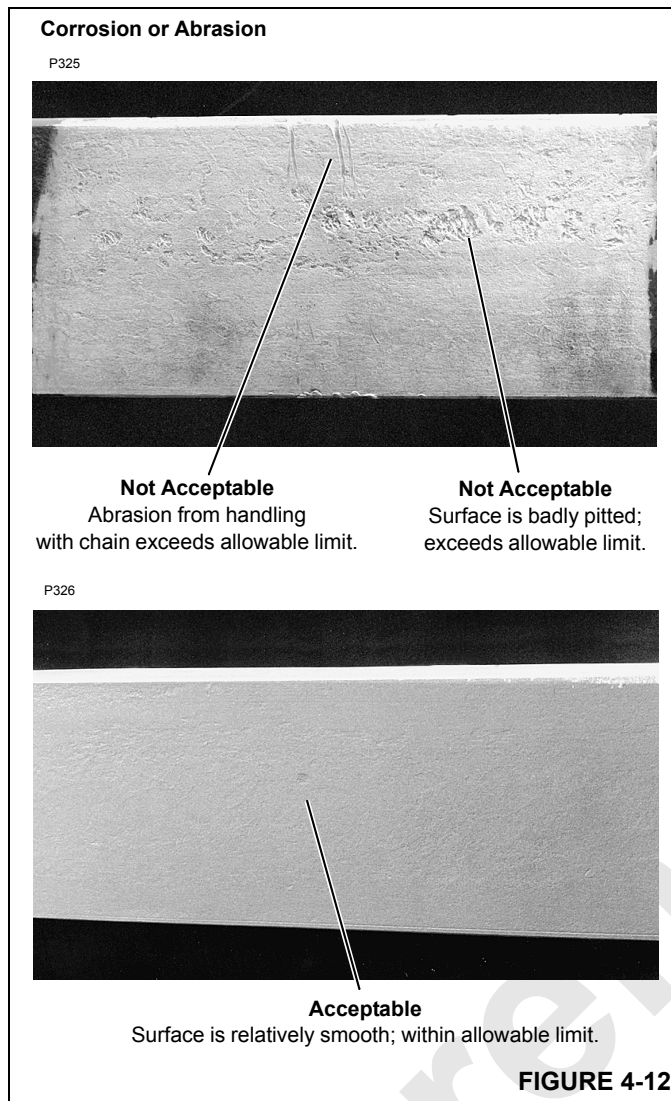 Corrosion or Abrasion
P325
Not Acceptable
Abrasion from handling
with chain exceeds allowable limit.
Not Acceptable
Surface is badly pitted;
exceeds allowable limit.
P326
Acceptable
Surface is relatively smooth; within allowable limit.
FIGURE 4-12